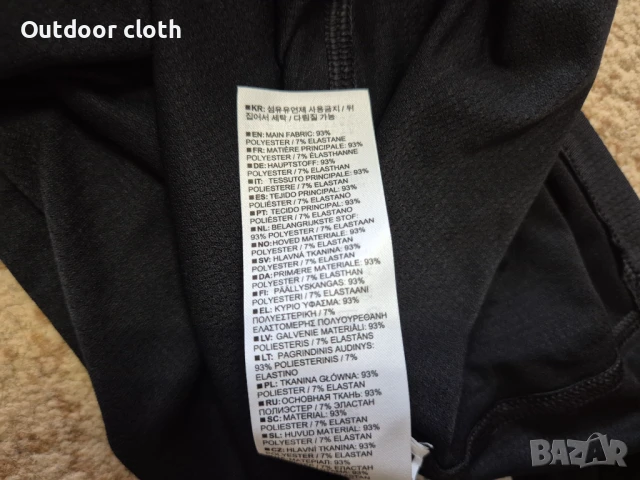 Outdoor cloth
■KR: 섬유유연제 사용금지 / 뒤
집어서 세탁 / 다림질 가능
■EN: MAIN FABRIC: 93%
POLYESTER / 7% ELASTANE
■FR: MATIÈRE PRINCIPALE: 93%
POLYESTER / 7% ÉLASTHANNE
■DE: HAUPTSTOFF: 93%
POLYESTER / 7% ELASTHAN
■IT: TESSUTO PRINCIPALE: 93%
POLIESTERE / 7% ELASTAN
■ES: TEJIDO PRINCIPAL: 93%
POLIÉSTER / 7% ELASTANO
■PT: TECIDO PRINCIPAL: 93%
POLIÉSTER / 7% ELASTANO
■NL: BELANGRIJKSTE STOF:
93% POLYESTER / 7% ELASTAAN
■NO: HOVED MATERIALE: 93%
POLYESTER / 7% ELASTAN
■SV: HLAVNÁ TKANINA: 93%
POLYESTER / 7% ELASTAN
■DA: PRIMÆRE MATERIALE: 93%
POLYESTER / 7% ELASTHAN
■FI: PÄÄLLYSKANGAS: 93%
POLYESTERI / 7% ELASTAANI
■EL: ΚΥΡΙΟ ΥΦΑΣΜΑ: 93%
ΠΟΛΥΕΣΤΕΡΙΚΗ / 7%
ΕΛΑΣΤΟΜΕΡΗΣ ΠΟΛΥΟΥΡΕΘΑΝΗ
■LV: GALVENIE MATERIĀLI: 93%
POLIESTERIS / 7% ELASTĀNS
■LT: PAGRINDINIS AUDINYS:
93% POLIESTERINIS / 7%
ELASTINO
■PL: TKANINA GŁÓWNA: 93%
POLIESTER / 7% ELASTAN
■RU: ОСНОВНАЯ ТКАНЬ: 93%
ПОЛИЭСТЕР / 7% ЭЛАСТАН
■SC: MATERIAL: 93%
POLYESTER / 7% ELASTAN
■SL: HUVUD MATERIAL: 93%
POLYESTER / 7% ELASTAN
■CZ: HLAVNÍ TKANINA: 93%
POLYESTER / 7% ELASTAN
93%
BAZAR